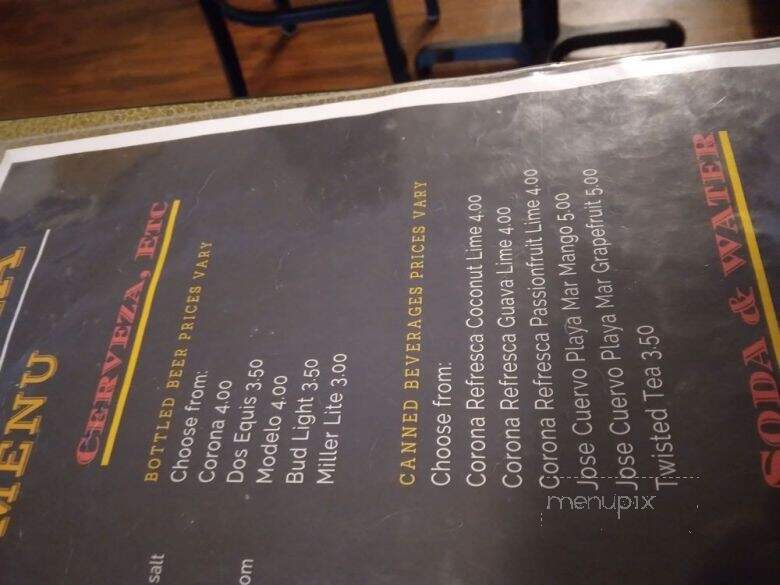 MENU
CERVEZA, ETC
BOTTLED BEER PRICES VARY
Choose from:
Corona 4.00
Dos Equis 3.50
Modelo 4.00
Bud Light 3.50
Miller Lite 3.00
salt
om
CANNED BEVERAGES PRICES VARY
Choose from:
Corona Refresca Coconut Lime 4.00
Corona Refresca Guava Lime 4.00
Corona Refresca Passionfruit Lime 4.00
Jose Cuervo Playa Mar Mango 5.00
Jose Cuervo Playa Mar Grapefruit 5.00
Twisted Tea 3.50
SODA & WATER
menupix